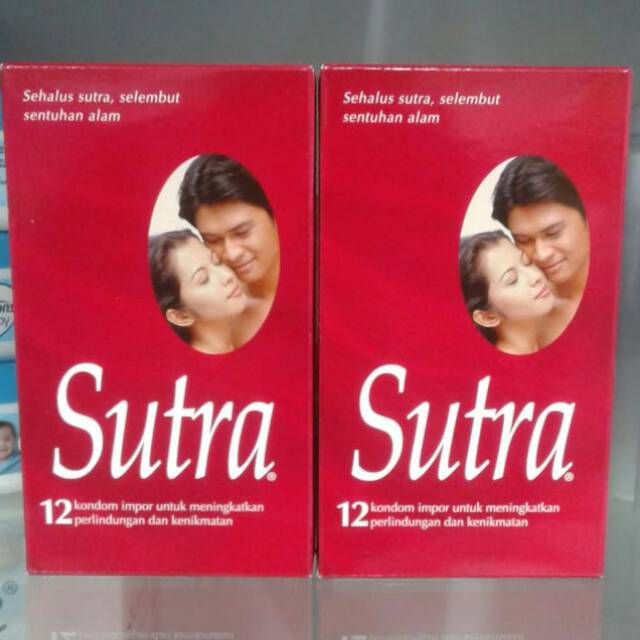 Sehalus sutra, selembut
sentuhan alam
Sutra®
12 kondom impor untuk meningkatkan
perlindungan dan kenikmatan
Sehalus sutra, selembut
sentuhan alam
Sutra®
12 kondom impor untuk meningkatkan
perlindungan dan kenikmatan
®